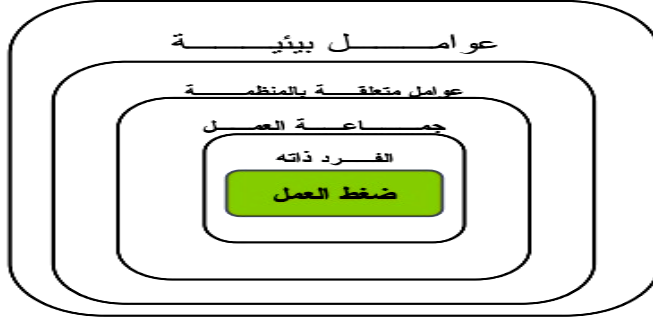 عوامل بيئية
عوامل متعلقة بالمنظمة
جماعة العمل
الفرد ذاته
ضغط العمل